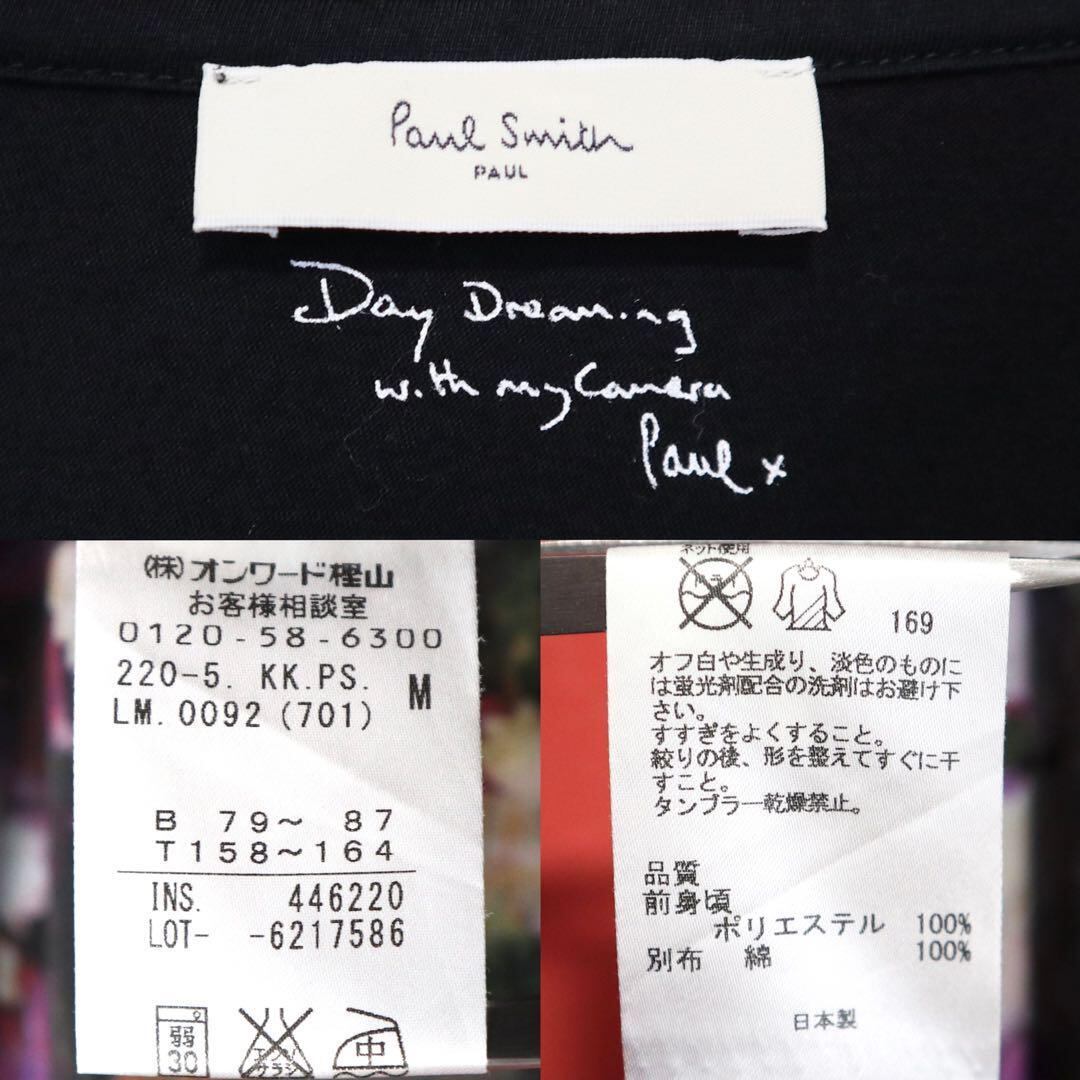 Paul Smith
PAUL
Day Dreaming
with my Camera
Paul x
(株)オンワード樫山
お客様相談室
0120-58-6300
220-5. KK.PS. M
LM.0092 (701)
B 79～ 87
T158～164
INS. 446220
LOT- -6217586
弱
30
エンソ
サラシ
中
ネット使用
169
オフ白や生成り、淡色のものに
は蛍光剤配合の洗剤はお避け下
さい。
すすぎをよくすること。
絞りの後、形を整えてすぐに干
すこと。
タンブラー乾燥禁止。
品質
前身頃
ポリエステル 100%
別布 綿 100%
日本製